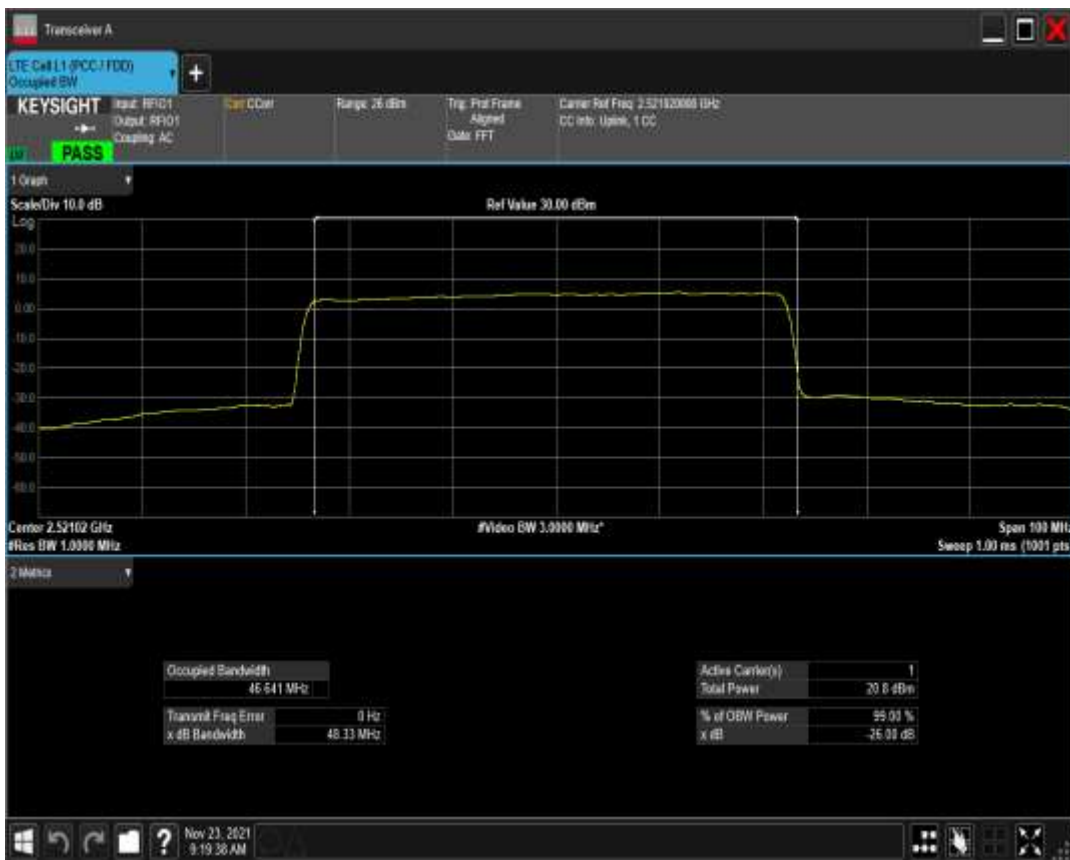 Transceiver A
LTE Cell L1 (PCC / FDD)
Occupied BW
+
KEYSIGHT
Input: RFIO1
Output: RFIO1
Coupling: AC
Corr CCorr
Range: 26 dBm
Trig: Prd Frame
Aligned
Gate: FFT
Carrier Ref Freq: 2.521020000 GHz
CC Info: Uplink, 1 CC
PASS
1 Graph
Scale/Div 10.0 dB
Ref Value 30.00 dBm
Log
20.0
10.0
0.00
-10.0
-20.0
-30.0
-40.0
-50.0
-60.0
Center 2.52102 GHz
#Video BW 3.0000 MHz*
Span 100 MHz
#Res BW 1.0000 MHz
Sweep 1.00 ms (1001 pts
2 Metrics
Occupied Bandwidth
46.641 MHz
Transmit Freq Error 0 Hz
x dB Bandwidth 48.33 MHz
Active Carrier(s) 1
Total Power 20.8 dBm
% of OBW Power 99.00 %
x dB -26.00 dB
?
Nov 23, 2021
9:19:38 AM